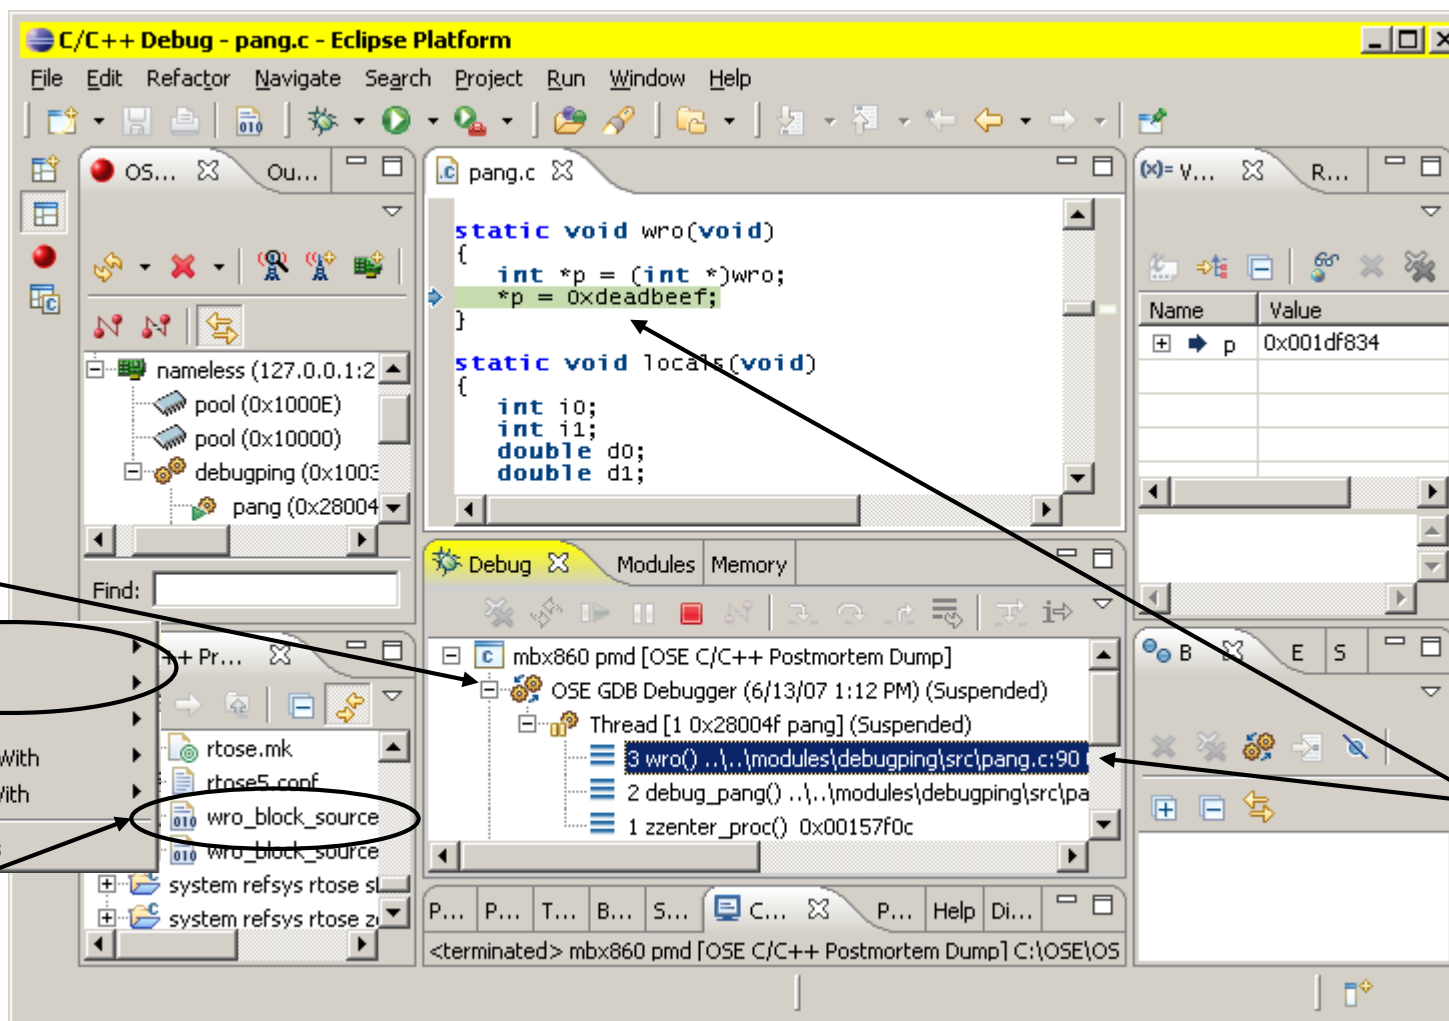 C/C++ Debug - pang.c - Eclipse Platform
File Edit Refactor Navigate Search Project Run Window Help
OS... Ou...
nameless (127.0.0.1:2
pool (0x1000E)
pool (0x10000)
debugping (0x1003
pang (0x28004
Find:
pang.c
static void wro(void)
{
int *p = (int *)wro;
*p = 0xdeadbeef;
}
static void locals(void)
{
int i0;
int i1;
double d0;
double d1;
(x)= V... R...
Name Value
p 0x001df834
Debug Modules Memory
mbx860 pmd [OSE C/C++ Postmortem Dump]
OSE GDB Debugger (6/13/07 1:12 PM) (Suspended)
Thread [1 0x28004f pang] (Suspended)
3 wro() ..\..\modules\debugping\src\pang.c:90
2 debug_pang() ..\..\modules\debugping\src\pa
1 zzenter_proc() 0x00157f0c
++ Pr...
With
With
s
rtose.mk
rtose5.conf
wro_block_source
wro_block_source
system refsys rtose sl
system refsys rtose z
B E S
P... P... T... B... S... C... P... Help Di...
<terminated> mbx860 pmd [OSE C/C++ Postmortem Dump] C:\OSE\OS